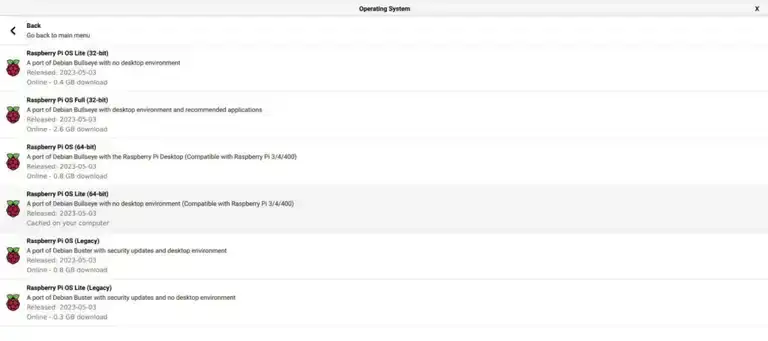 Operating System
X
Back
Go back to main menu
Raspberry Pi OS Lite (32-bit)
A port of Debian Bullseye with no desktop environment
Released: 2023-05-03
Online - 0.4 GB download
Raspberry Pi OS Full (32-bit)
A port of Debian Bullseye with desktop environment and recommended applications
Released: 2023-05-03
Online - 2.6 GB download
Raspberry Pi OS (64-bit)
A port of Debian Bullseye with the Raspberry Pi Desktop (Compatible with Raspberry Pi 3/4/400)
Released: 2023-05-03
Online - 0.8 GB download
Raspberry Pi OS Lite (64-bit)
A port of Debian Bullseye with no desktop environment (Compatible with Raspberry Pi 3/4/400)
Released: 2023-05-03
Cached on your computer
Raspberry Pi OS (Legacy)
A port of Debian Buster with security updates and desktop environment
Released: 2023-05-03
Online - 0.8 GB download
Raspberry Pi OS Lite (Legacy)
A port of Debian Buster with security updates and no desktop environment
Released: 2023-05-03
Online - 0.3 GB download